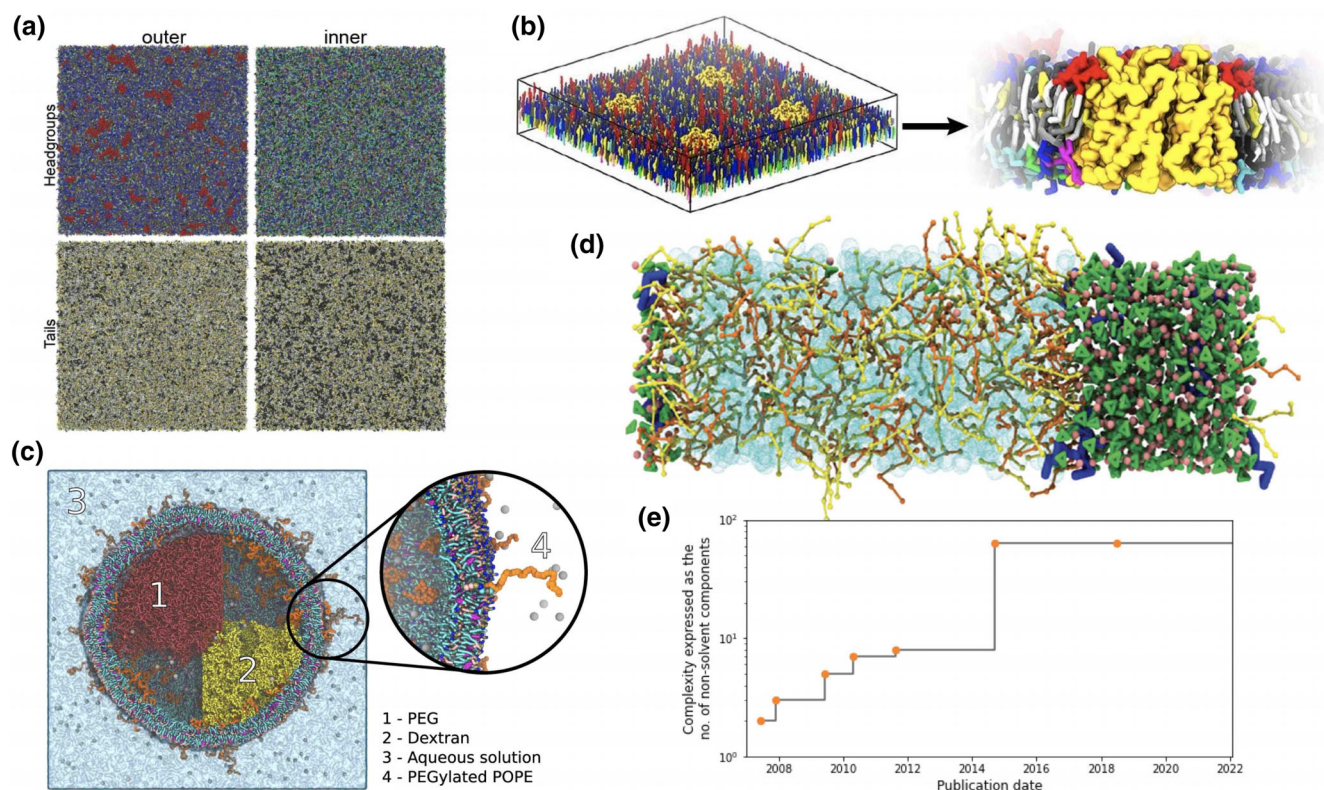 (a)
outer
inner
Headgroups
Tails
(b)
(c)
3
1
2
4
1 - PEG
2 - Dextran
3 - Aqueous solution
4 - PEGylated POPE
(d)
(e)
Complexity expressed as the
no. of non-solvent components
10²
10¹
10⁰
2008
2010
2012
2014
2016
2018
2020
2022
Publication date